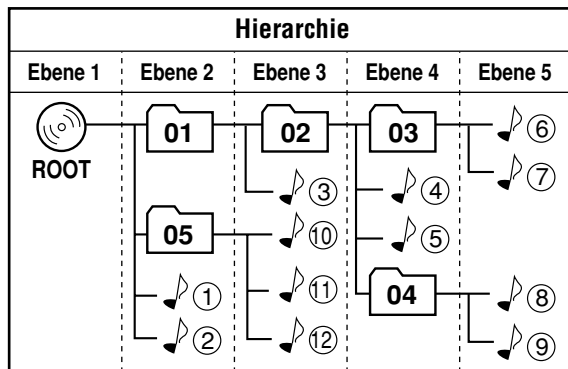 Hierarchie
Ebene 1 Ebene 2 Ebene 3 Ebene 4 Ebene 5
01 02 03 ⑥
ROOT ③ ④ ⑦
05 ⑩ ⑤
① ⑪ 04 ⑧
② ⑫ ⑨